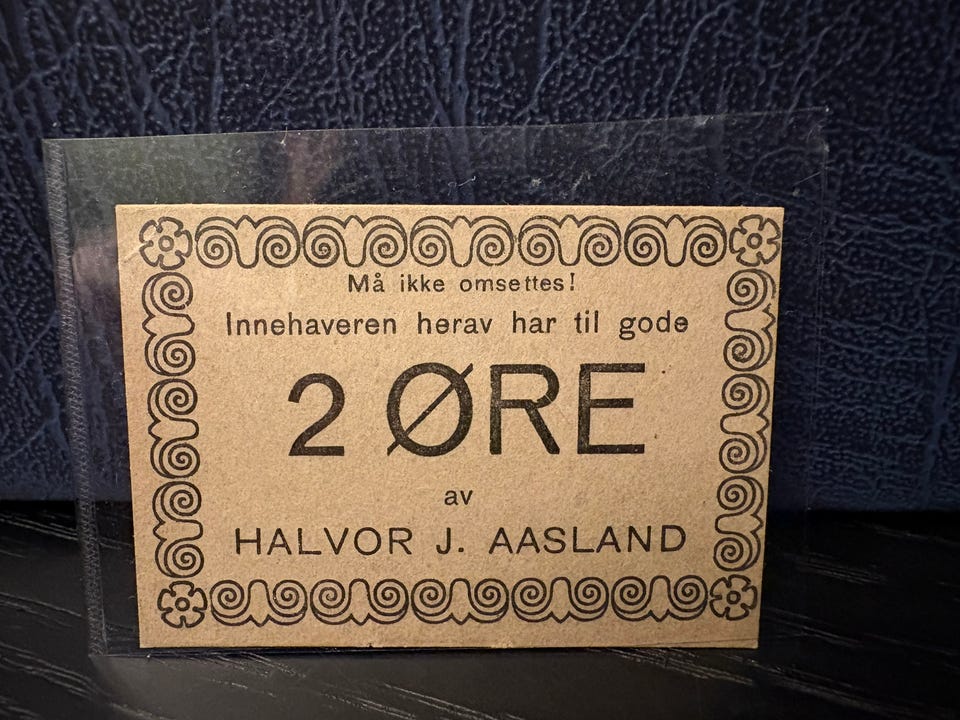 Må ikke omsettes!
Innehaveren herav har til gode
2 ØRE
av
HALVOR J. AASLAND